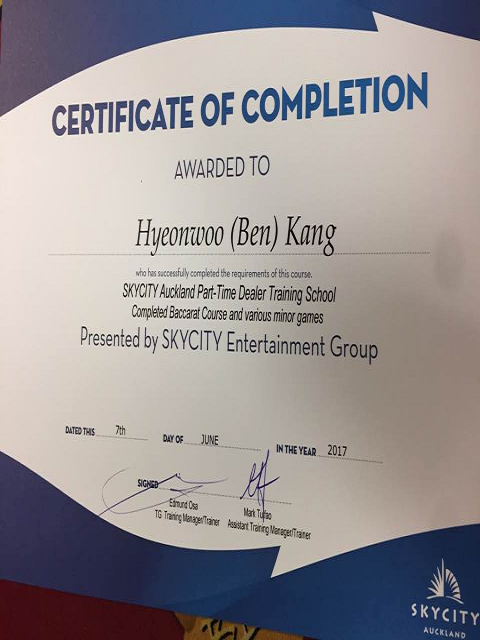 CERTIFICATE OF COMPLETION
AWARDED TO
Hyeonwoo (Ben) Kang
who has successfully completed the requirements of this course.
SKYCITY Auckland Part-Time Dealer Training School
Completed Baccarat Course and various minor games
Presented by SKYCITY Entertainment Group
DATED THIS 7th DAY OF JUNE IN THE YEAR 2017
SIGNED
Edmund Osa Mark Tufao
TG Training Manager/Trainer Assistant Training Manager/Trainer
SKYCITY
AUCKLAND